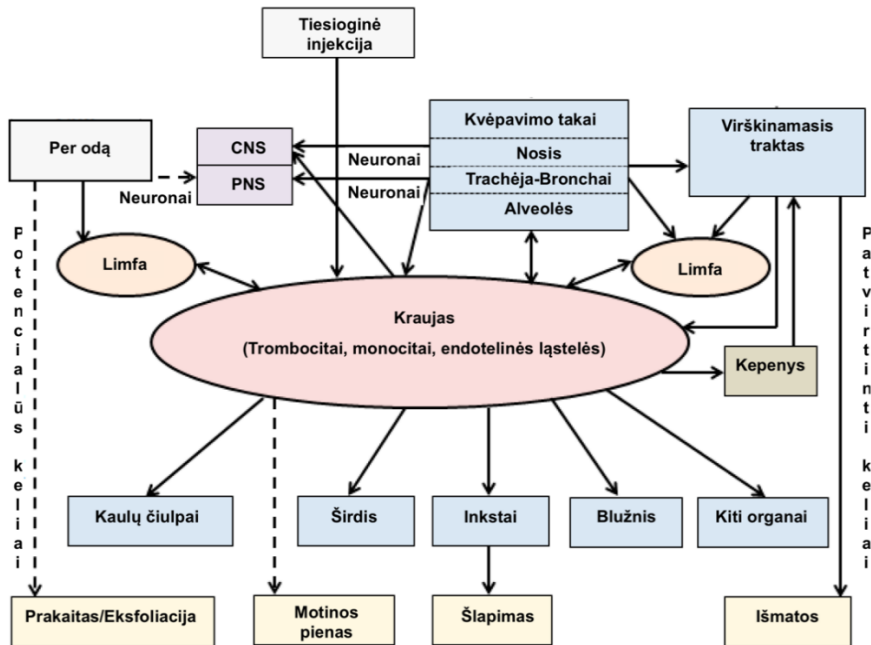 Tiesioginė
injekcija
Per odą
CNS
PNS
Neuronai
Neuronai
Neuronai
Kvėpavimo takai
Nosis
Trachėja-Bronchai
Alveolės
Virškinamasis
traktas
Limfa
Limfa
Kraujas
(Trombocitai, monocitai, endotelinės ląstelės)
Kepenys
Potencialūs keliai
Patvirtinti keliai
Kaulų čiulpai
Širdis
Inkstai
Blužnis
Kiti organai
Prakaitas/Eksfoliacija
Motinos
pienas
Šlapimas
Išmatos